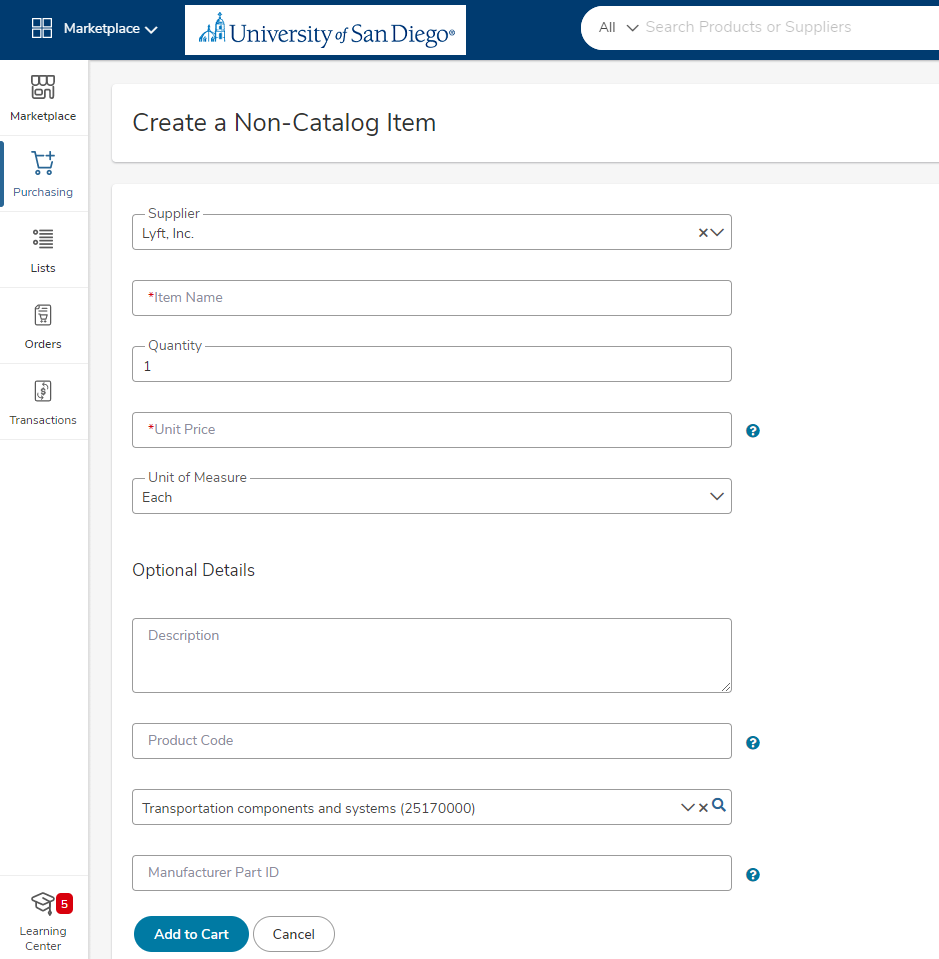 Marketplace
University of San Diego®
All
Search Products or Suppliers
Marketplace
Purchasing
Lists
Orders
Transactions
5
Learning
Center
Create a Non-Catalog Item
Supplier
Lyft, Inc.
*Item Name
Quantity
1
*Unit Price
?
Unit of Measure
Each
Optional Details
Description
Product Code
?
Transportation components and systems (25170000)
Manufacturer Part ID
?
Add to Cart
Cancel